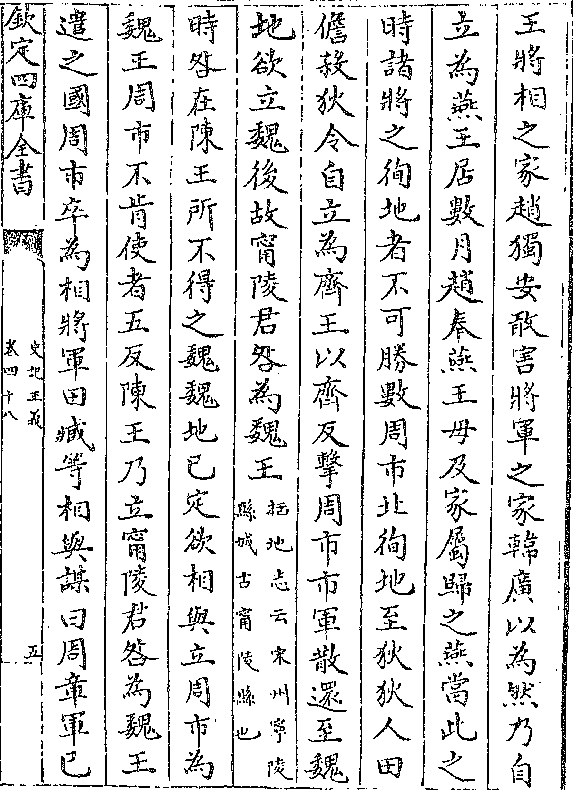 王將相之家趙獨安敢害將軍之家韓廣以為然乃自
立為燕王居數月趙奉燕王母及家屬歸之燕當此之
時諸將之徇地者不可勝數周市北徇地至狄狄人田
儋殺狄令自立為齊王以齊反擊周市市軍散還至魏
地欲立魏後故甯陵君咎為魏王括地志云宋州寧陵縣城古甯陵縣也
時咎在陳王所不得之魏魏地已定欲相與立周市為
魏王周市不肯使者五反陳王乃立甯陵君咎為魏王
遣之國周市卒為相將軍田臧等相與謀曰周章軍已
欽定四庫全書
史記正義
卷四十八
五